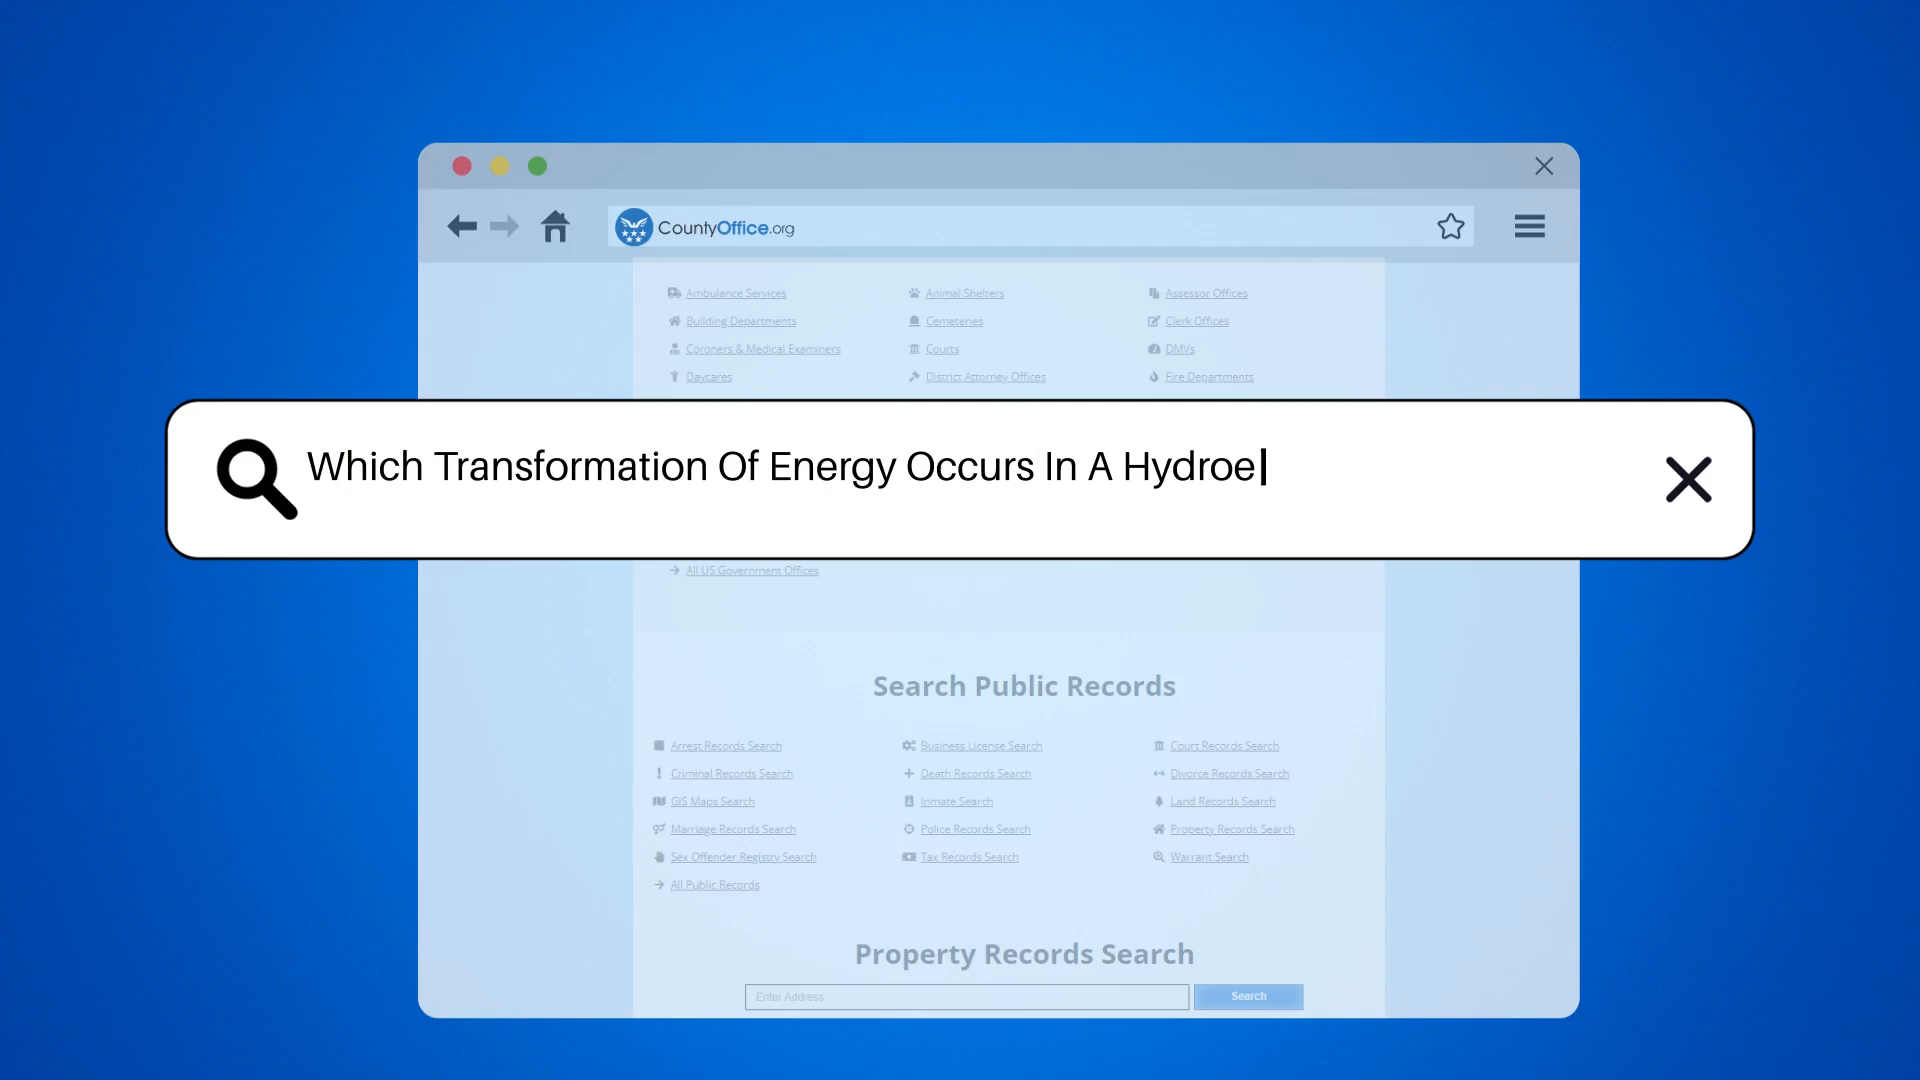 CountyOffice.org
Ambulance Services Animal Shelters Assessor Offices
Building Departments Cemeteries Clerk Offices
Coroners & Medical Examiners Courts DMVs
Daycares District Attorney Offices Fire Departments
Which Transformation Of Energy Occurs In A Hydroe
All US Government Offices
Search Public Records
Arrest Records Search Business License Search Court Records Search
Criminal Records Search Death Records Search Divorce Records Search
GIS Maps Search Inmate Search Land Records Search
Marriage Records Search Police Records Search Property Records Search
Sex Offender Registry Search Tax Records Search Warrant Search
All Public Records
Property Records Search
Enter Address Search